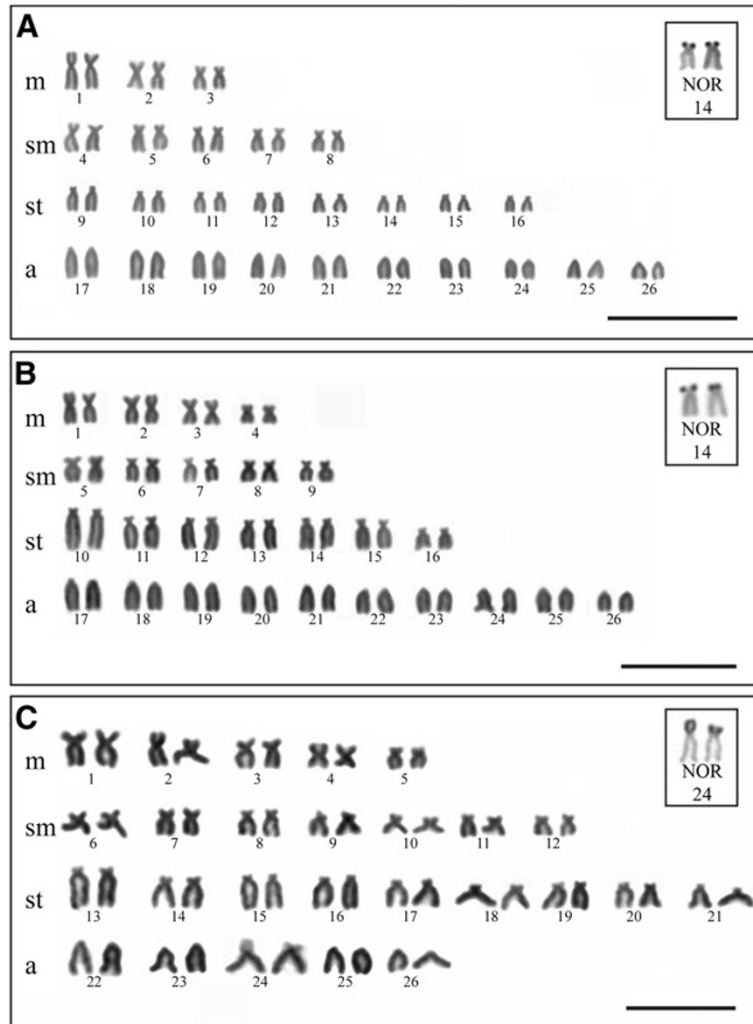 A
NOR
14
m
1 2 3
sm
4 5 6 7 8
st
9 10 11 12 13 14 15 16
a
17 18 19 20 21 22 23 24 25 26
B
NOR
14
m
1 2 3 4
sm
5 6 7 8 9
st
10 11 12 13 14 15 16
a
17 18 19 20 21 22 23 24 25 26
C
NOR
24
m
1 2 3 4 5
sm
6 7 8 9 10 11 12
st
13 14 15 16 17 18 19 20 21
a
22 23 24 25 26